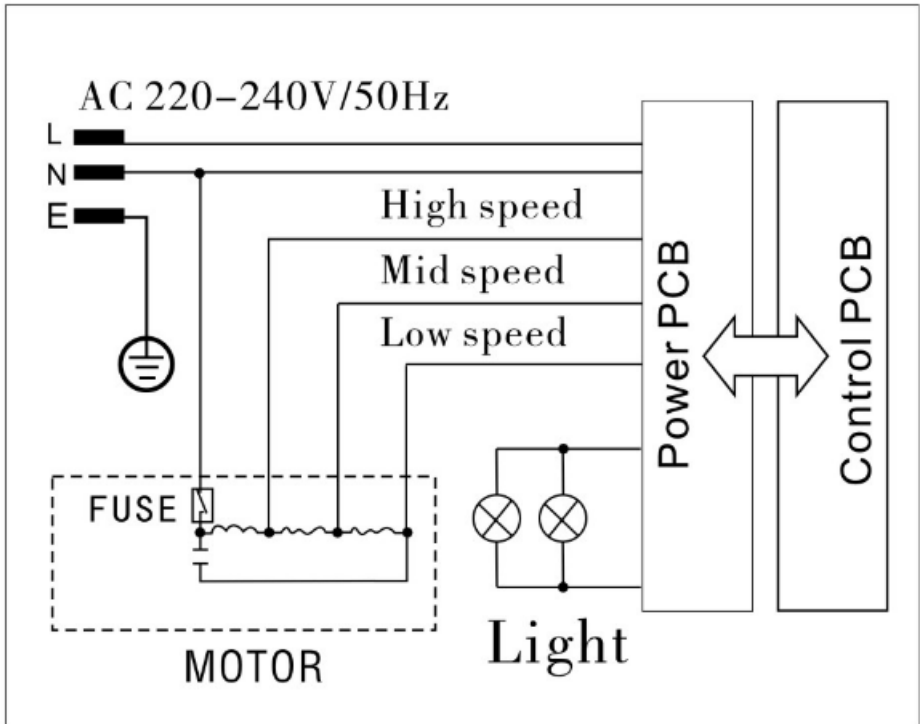 AC 220-240V/50Hz
L
N
E
High speed
Mid speed
Low speed
Power PCB
Control PCB
FUSE
MOTOR
Light